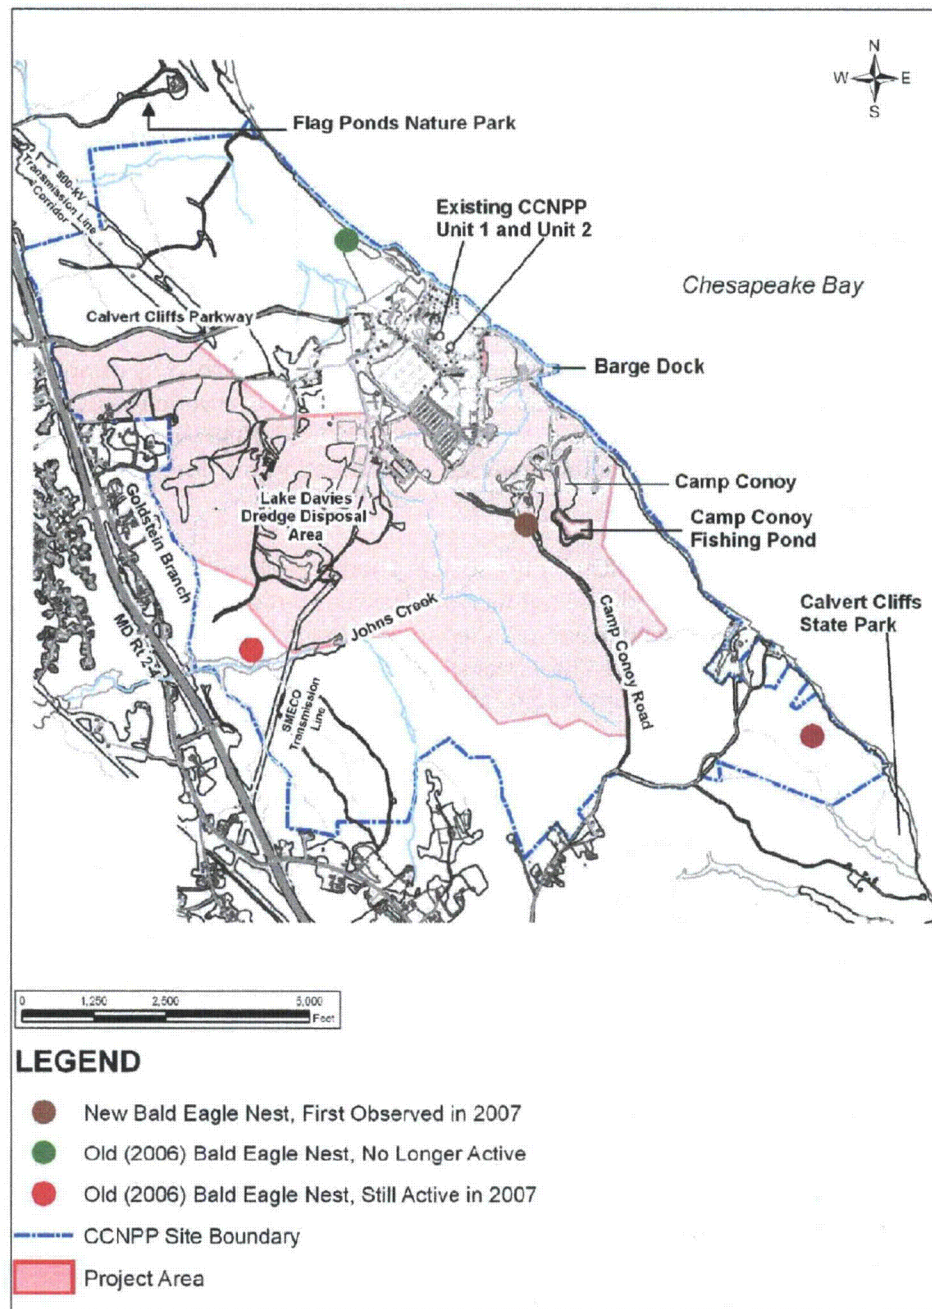 N
W E
S
Flag Ponds Nature Park
500-kV
Transmission Line
Corridor
Existing CCNPP
Unit 1 and Unit 2
Chesapeake Bay
Calvert Cliffs Parkway
Barge Dock
Camp Conoy
Lake Davies
Dredge Disposal
Area
Camp Conoy
Fishing Pond
Goldstein Branch
MD Rt 2-4
Johns Creek
Camp Conoy Road
Calvert Cliffs
State Park
SMECO
Transmission
Line
0 1,250 2,500 5,000
Feet
LEGEND
New Bald Eagle Nest, First Observed in 2007
Old (2006) Bald Eagle Nest, No Longer Active
Old (2006) Bald Eagle Nest, Still Active in 2007
CCNPP Site Boundary
Project Area